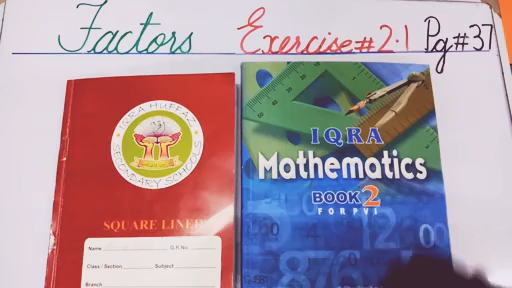 Factors Exercise#2.1 Pg#37
IQRA HUFFAZ
SECONDARY SCHOOLS
SQUARE LINED
Name
G.R.No.
Class / Section
Subject
Branch
IQRA
Mathematics
BOOK 2
FOR PVI